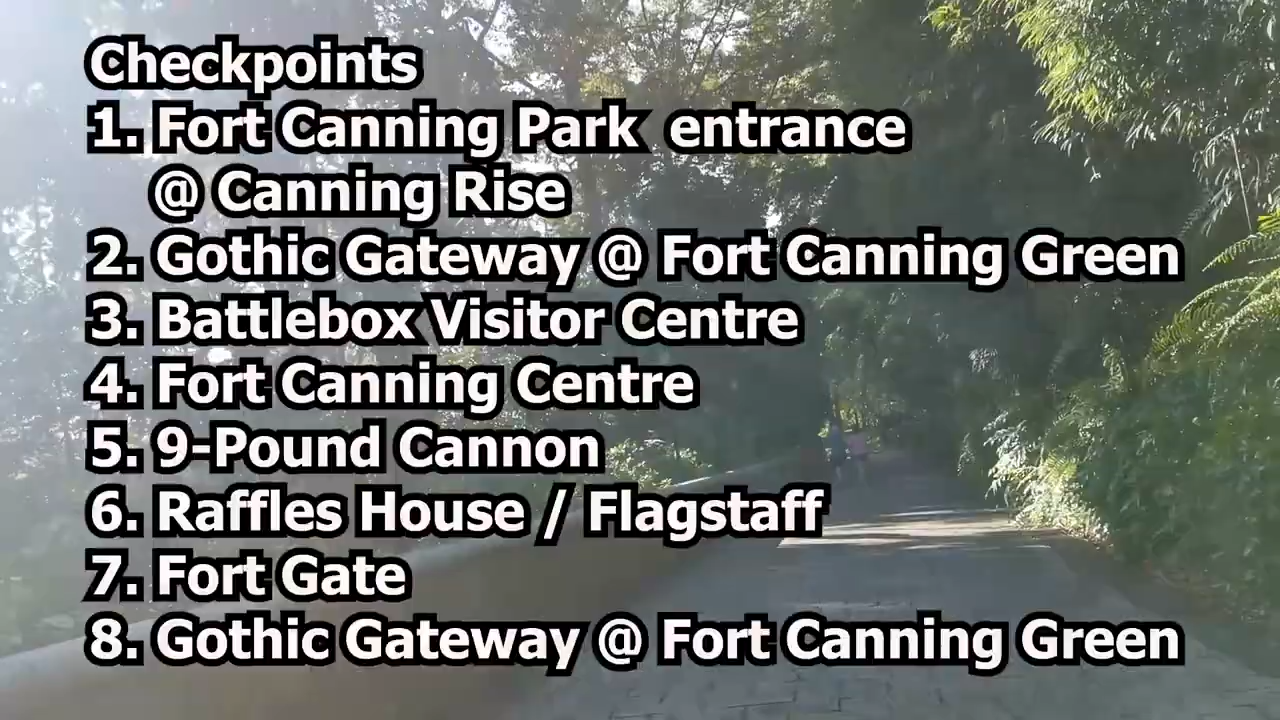 Checkpoints
1. Fort Canning Park entrance
@ Canning Rise
2. Gothic Gateway @ Fort Canning Green
3. Battlebox Visitor Centre
4. Fort Canning Centre
5. 9-Pound Cannon
6. Raffles House / Flagstaff
7. Fort Gate
8. Gothic Gateway @ Fort Canning Green